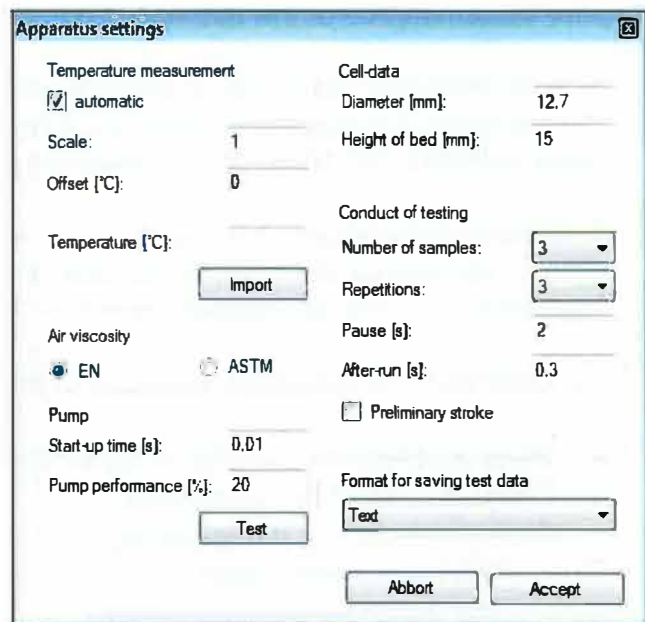 Apparatus settings
Temperature measurement
automatic
Scale: 1
Offset [°C]: 0
Temperature [°C]:
Import
Air viscosity
EN ASTM
Pump
Start-up time [s]: 0,01
Pump performance [%]: 20
Test
Cell-data
Diameter [mm]: 12,7
Height of bed [mm]: 15
Conduct of testing
Number of samples: 3
Repetitions: 3
Pause [s]: 2
After-run [s]: 0.3
Preliminary stroke
Format for saving test data
Text
Abbort Accept